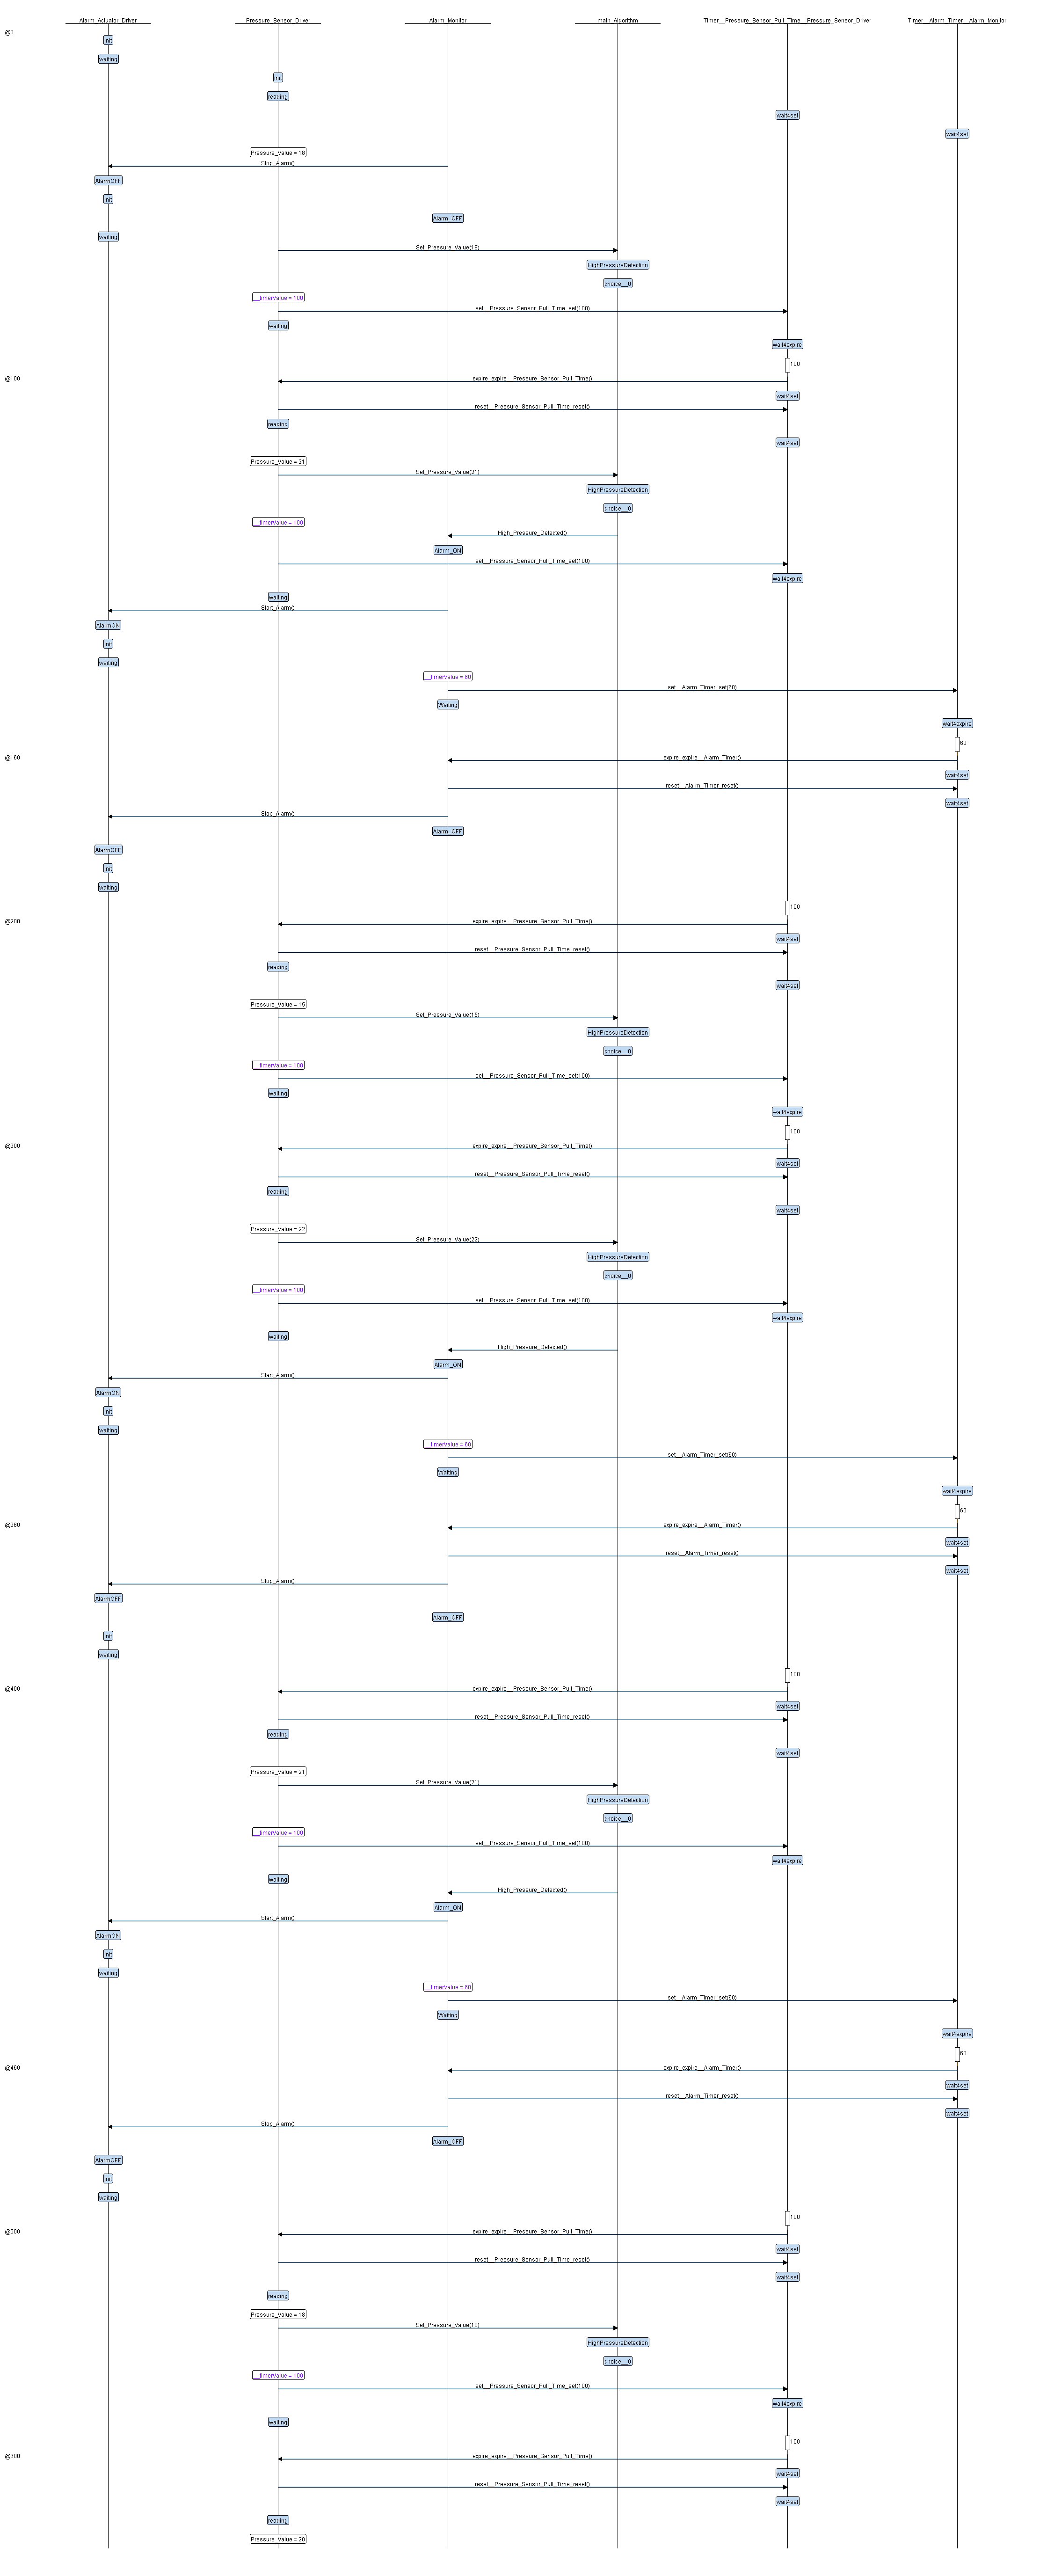 Alarm_Actuator_Driver
Pressure_Sensor_Driver
Alarm_Monitor
main_Algorithm
Timer__Pressure_Sensor_Pull_Time__Pressure_Sensor_Driver
Timer__Alarm_Timer__Alarm_Monitor
@0
init
waiting
init
reading
wait4set
wait4set
Pressure_Value = 18
Stop_Alarm()
AlarmOFF
init
Alarm_OFF
waiting
Set_Pressure_Value(18)
HighPressureDetection
choice__0
__timerValue = 100
set__Pressure_Sensor_Pull_Time_set(100)
waiting
wait4expire
100
@100
expire_expire__Pressure_Sensor_Pull_Time()
wait4set
reset__Pressure_Sensor_Pull_Time_reset()
reading
wait4set
Pressure_Value = 21
Set_Pressure_Value(21)
HighPressureDetection
choice__0
__timerValue = 100
High_Pressure_Detected()
Alarm_ON
set__Pressure_Sensor_Pull_Time_set(100)
wait4expire
waiting
Start_Alarm()
AlarmON
init
waiting
__timerValue = 60
set__Alarm_Timer_set(60)
Waiting
wait4expire
60
@160
expire_expire__Alarm_Timer()
wait4set
reset__Alarm_Timer_reset()
wait4set
Stop_Alarm()
Alarm_OFF
AlarmOFF
init
waiting
100
@200
expire_expire__Pressure_Sensor_Pull_Time()
wait4set
reset__Pressure_Sensor_Pull_Time_reset()
reading
wait4set
Pressure_Value = 15
Set_Pressure_Value(15)
HighPressureDetection
choice__0
__timerValue = 100
set__Pressure_Sensor_Pull_Time_set(100)
waiting
wait4expire
100
@300
expire_expire__Pressure_Sensor_Pull_Time()
wait4set
reset__Pressure_Sensor_Pull_Time_reset()
reading
wait4set
Pressure_Value = 22
Set_Pressure_Value(22)
HighPressureDetection
choice__0
__timerValue = 100
set__Pressure_Sensor_Pull_Time_set(100)
wait4expire
waiting
High_Pressure_Detected()
Alarm_ON
Start_Alarm()
AlarmON
init
waiting
__timerValue = 60
set__Alarm_Timer_set(60)
Waiting
wait4expire
60
@360
expire_expire__Alarm_Timer()
wait4set
reset__Alarm_Timer_reset()
wait4set
Stop_Alarm()
AlarmOFF
Alarm_OFF
init
waiting
100
@400
expire_expire__Pressure_Sensor_Pull_Time()
wait4set
reset__Pressure_Sensor_Pull_Time_reset()
reading
wait4set
Pressure_Value = 21
Set_Pressure_Value(21)
HighPressureDetection
choice__0
__timerValue = 100
set__Pressure_Sensor_Pull_Time_set(100)
wait4expire
waiting
High_Pressure_Detected()
Alarm_ON
Start_Alarm()
AlarmON
init
waiting
__timerValue = 60
set__Alarm_Timer_set(60)
Waiting
wait4expire
60
@460
expire_expire__Alarm_Timer()
wait4set
reset__Alarm_Timer_reset()
wait4set
Stop_Alarm()
Alarm_OFF
AlarmOFF
init
waiting
100
@500
expire_expire__Pressure_Sensor_Pull_Time()
wait4set
reset__Pressure_Sensor_Pull_Time_reset()
wait4set
reading
Pressure_Value = 18
Set_Pressure_Value(18)
HighPressureDetection
choice__0
__timerValue = 100
set__Pressure_Sensor_Pull_Time_set(100)
wait4expire
waiting
100
@600
expire_expire__Pressure_Sensor_Pull_Time()
wait4set
reset__Pressure_Sensor_Pull_Time_reset()
wait4set
reading
Pressure_Value = 20